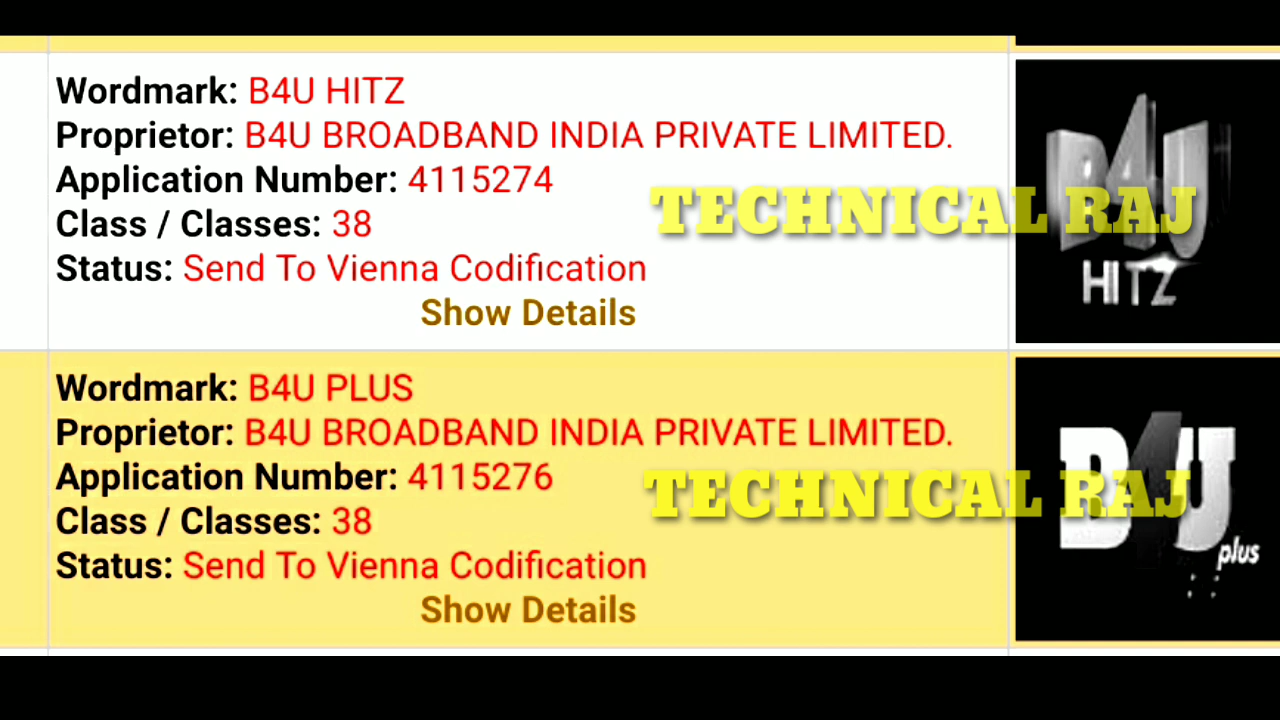 Wordmark: B4U HITZ
Proprietor: B4U BROADBAND INDIA PRIVATE LIMITED.
Application Number: 4115274
Class / Classes: 38
Status: Send To Vienna Codification
Show Details
TECHNICAL RAJ
B4U
HITZ
Wordmark: B4U PLUS
Proprietor: B4U BROADBAND INDIA PRIVATE LIMITED.
Application Number: 4115276
Class / Classes: 38
Status: Send To Vienna Codification
Show Details
TECHNICAL RAJ
B4U
plus